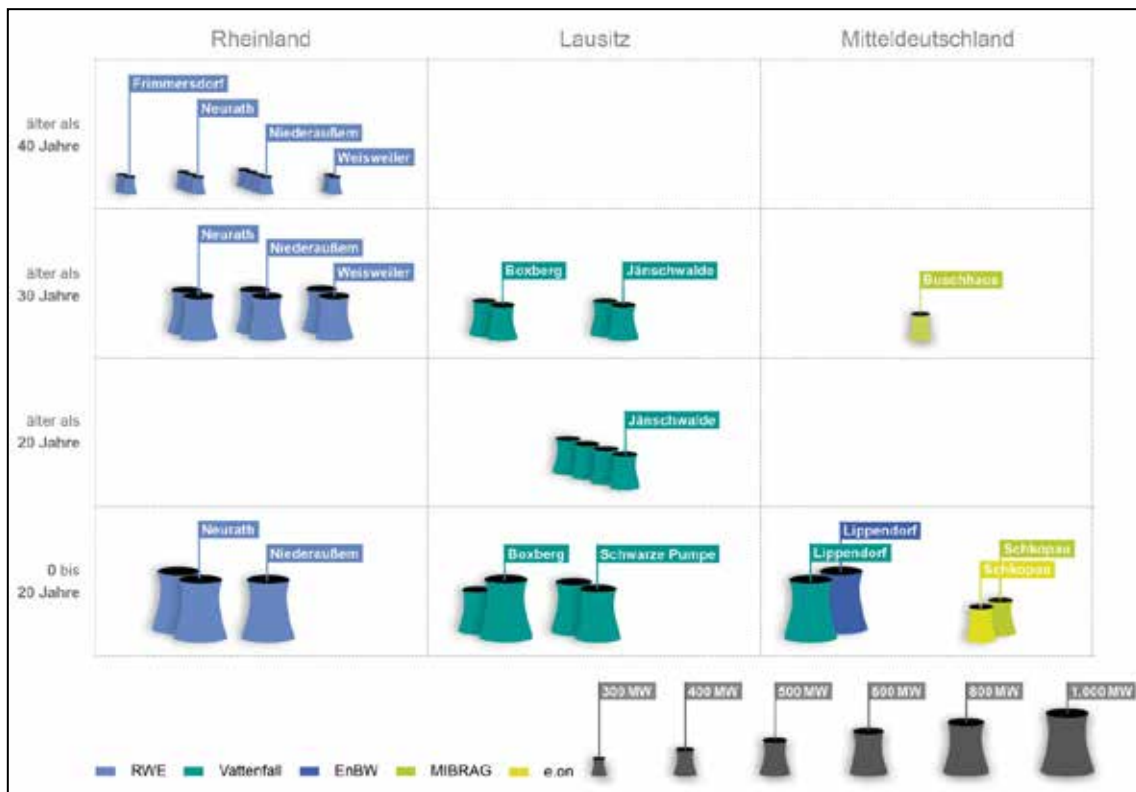 Rheinland Lausitz Mitteldeutschland
älter als
40 Jahre
Frimmersdorf
Neurath
Niederaußem
Weisweiler
älter als
30 Jahre
Neurath
Niederaußem
Weisweiler
Boxberg
Jänschwalde
Buschhaus
älter als
20 Jahre
Jänschwalde
0 bis
20 Jahre
Neurath
Niederaußem
Boxberg
Schwarze Pumpe
Lippendorf
Lippendorf
Schkopau
Schkopau
300 MW 400 MW 500 MW 600 MW 800 MW 1.000 MW
RWE Vattenfall EnBW MIBRAG e.on